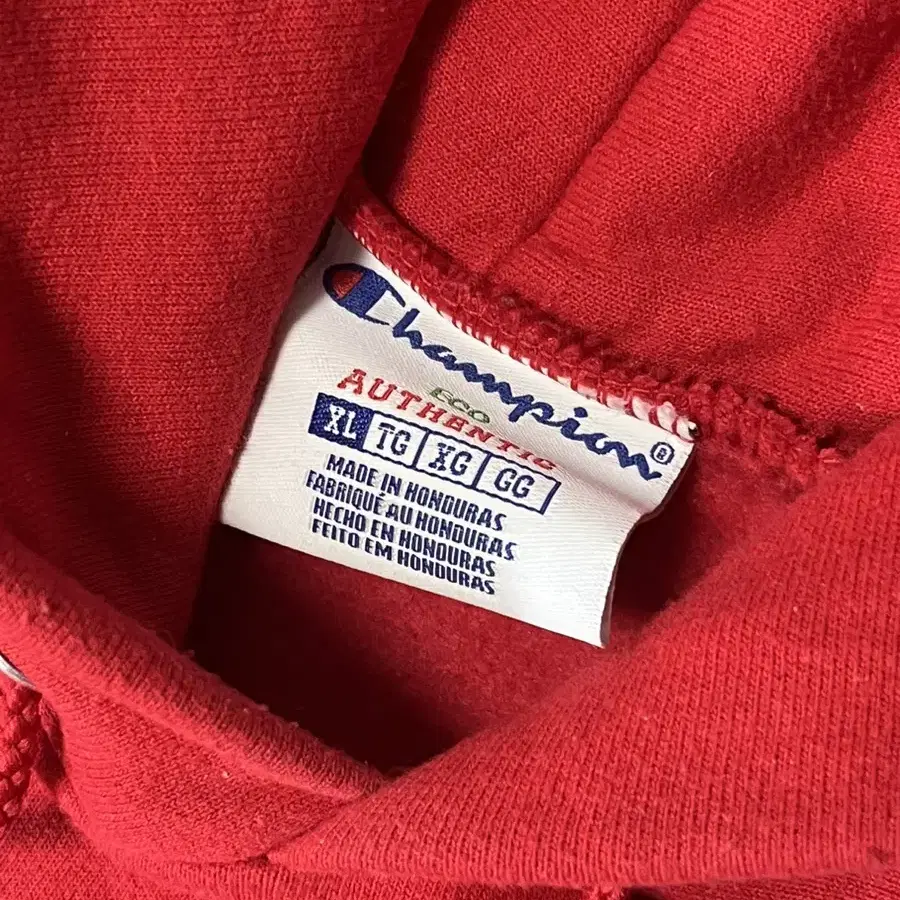 Champion®
ECO
AUTHENTIC
XL TG XG GG
MADE IN HONDURAS
FABRIQUÉ AU HONDURAS
HECHO EN HONDURAS
FEITO EM HONDURAS